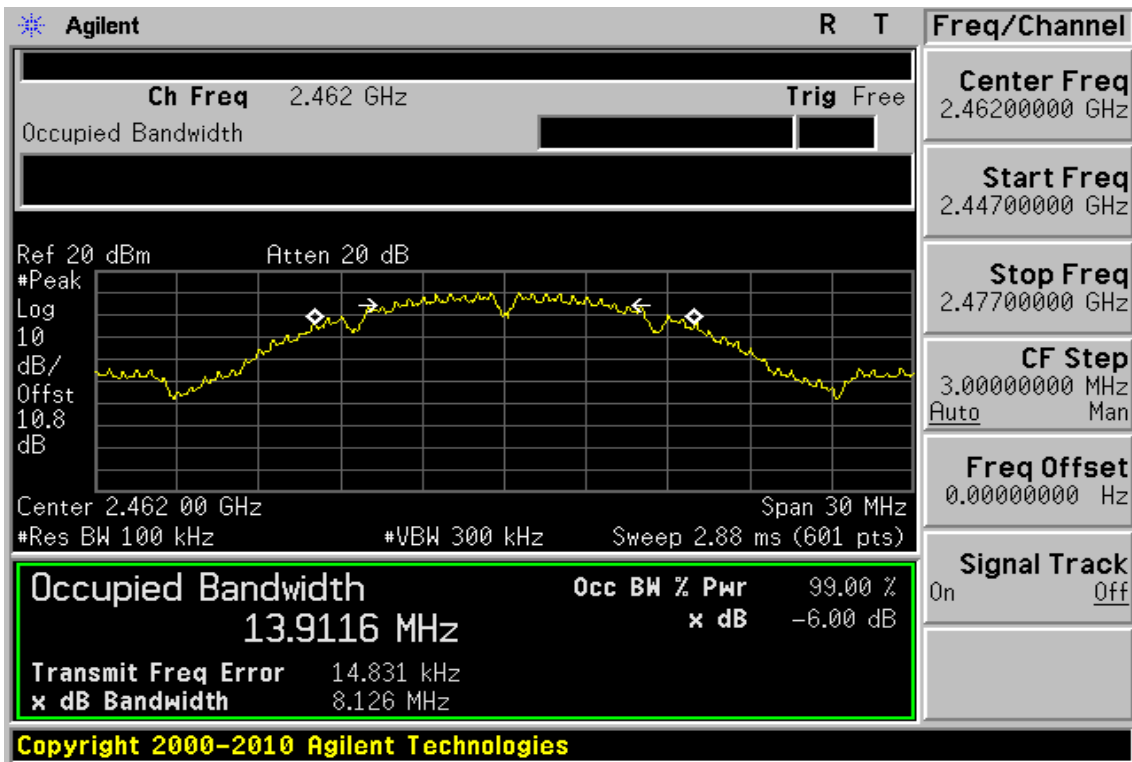 Agilent R T Freq/Channel
Ch Freq 2.462 GHz Trig Free
Occupied Bandwidth
Center Freq
2.46200000 GHz
Start Freq
2.44700000 GHz
Stop Freq
2.47700000 GHz
CF Step
3.00000000 MHz
Auto Man
Freq Offset
0.00000000 Hz
Signal Track
On Off
Ref 20 dBm Atten 20 dB
#Peak
Log
10
dB/
Offst
10.8
dB
Center 2.462 00 GHz Span 30 MHz
#Res BW 100 kHz #VBW 300 kHz Sweep 2.88 ms (601 pts)
Occupied Bandwidth Occ BW % Pwr 99.00 %
13.9116 MHz x dB -6.00 dB
Transmit Freq Error 14.831 kHz
x dB Bandwidth 8.126 MHz
Copyright 2000-2010 Agilent Technologies